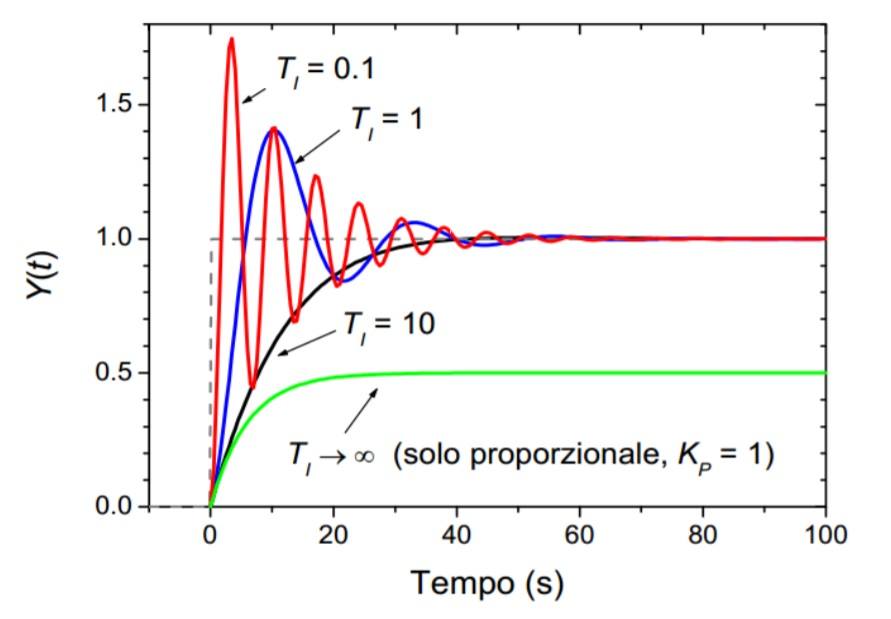 T_I = 0.1
1.5
T_I = 1
1.0
Y(t)
T_I = 10
0.5
T_I → ∞ (solo proporzionale, K_P = 1)
0.0
0 20 40 60 80 100
Tempo (s)